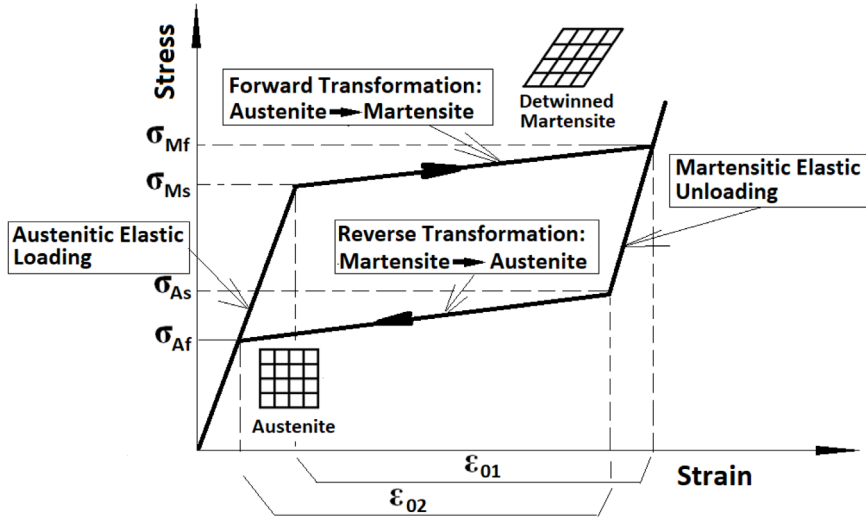 Stress
Forward Transformation:
Austenite Martensite
Detwinned
Martensite
σMf
σMs
Martensitic Elastic
Unloading
Austenitic Elastic
Loading
Reverse Transformation:
Martensite Austenite
σAs
σAf
Austenite
ε01
Strain
ε02